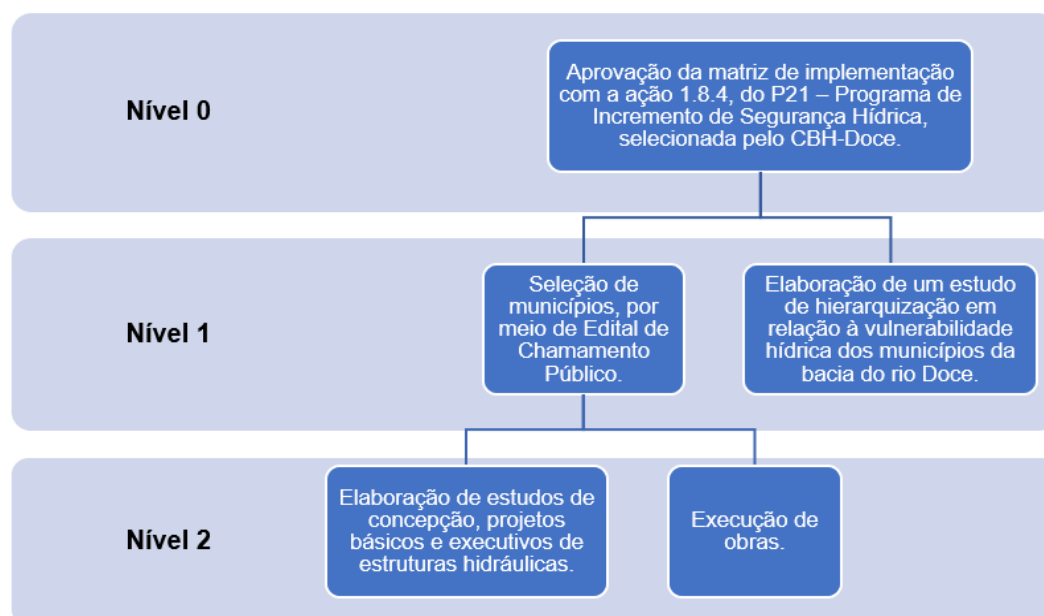 Nível 0
Aprovação da matriz de implementação
com a ação 1.8.4, do P21 – Programa de
Incremento de Segurança Hídrica,
selecionada pelo CBH-Doce.
Nível 1
Seleção de
municípios, por
meio de Edital de
Chamamento
Público.
Elaboração de um estudo
de hierarquização em
relação à vulnerabilidade
hídrica dos municípios da
bacia do rio Doce.
Nível 2
Elaboração de estudos de
concepção, projetos
básicos e executivos de
estruturas hidráulicas.
Execução de
obras.